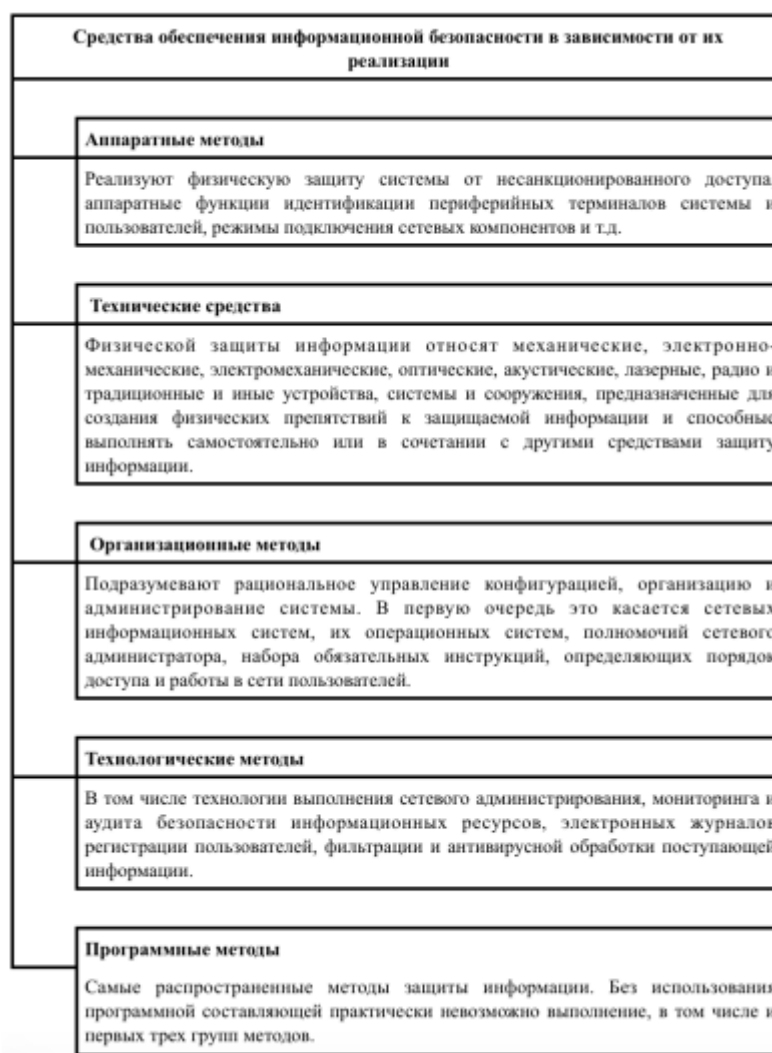 Средства обеспечения информационной безопасности в зависимости от их
реализации
Аппаратные методы
Реализуют физическую защиту системы от несанкционированного доступа,
аппаратные функции идентификации периферийных терминалов системы и
пользователей, режимы подключения сетевых компонентов и т.д.
Технические средства
Физической защиты информации относят механические, электронно-
механические, электромеханические, оптические, акустические, лазерные, радио и
традиционные и иные устройства, системы и сооружения, предназначенные для
создания физических препятствий к защищаемой информации и способные
выполнять самостоятельно или в сочетании с другими средствами защиту
информации.
Организационные методы
Подразумевают рациональное управление конфигурацией, организацию и
администрирование системы. В первую очередь это касается сетевых
информационных систем, их операционных систем, полномочий сетевого
администратора, набора обязательных инструкций, определяющих порядок
доступа и работы в сети пользователей.
Технологические методы
В том числе технологии выполнения сетевого администрирования, мониторинга и
аудита безопасности информационных ресурсов, электронных журналов
регистрации пользователей, фильтрации и антивирусной обработки поступающей
информации.
Программные методы
Самые распространенные методы защиты информации. Без использования
программной составляющей практически невозможно выполнение, в том числе и
первых трех групп методов.